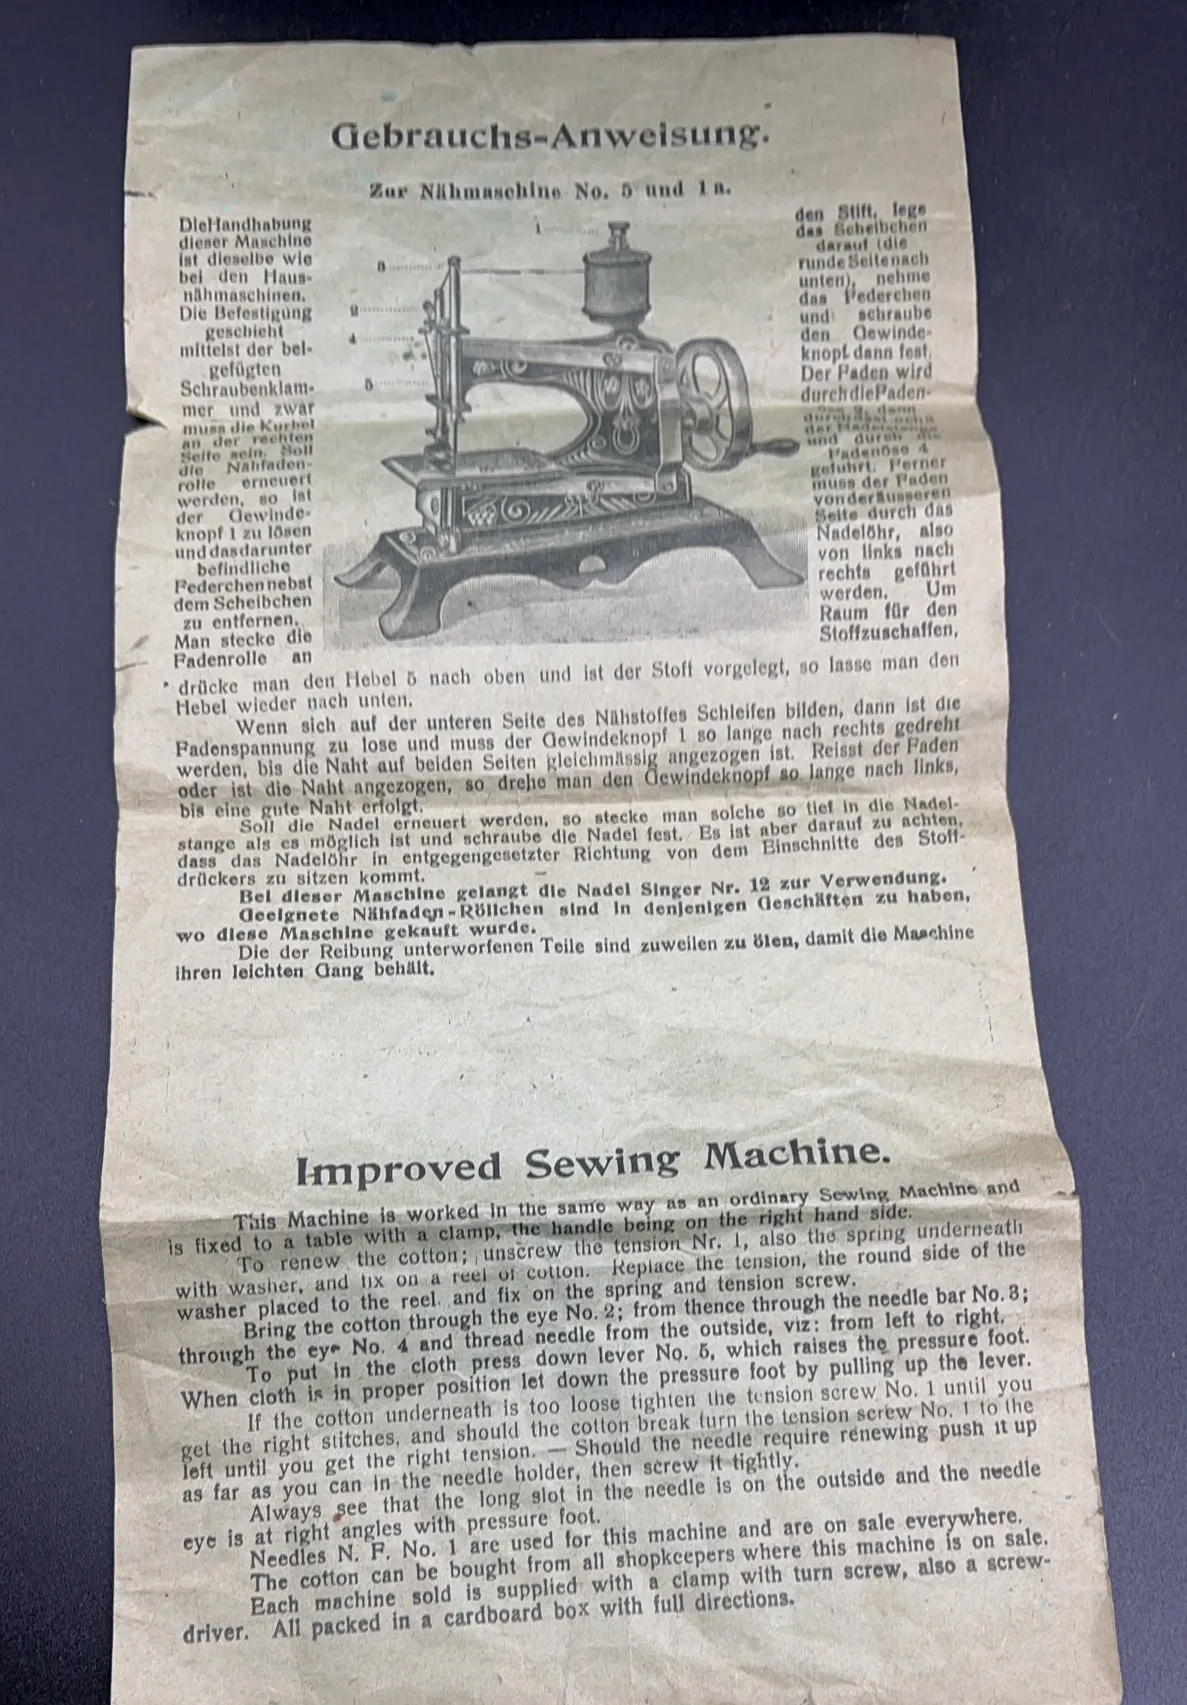 Gebrauchs-Anweisung.
Zur Nähmaschine No. 5 und 1a.
Die Handhabung
dieser Maschine
ist dieselbe wie
bei den Haus-
nähmaschinen.
Die Befestigung
geschieht
mittelst der bei-
gefügten
Schraubenklam-
mer und zwar
muss die Kurbel
an der rechten
Seite sein. Soll
die Nähfaden-
rolle erneuert
werden, so ist
der Gewinde-
knopf 1 zu lösen
und das darunter
befindliche
Federchen nebst
dem Scheibchen
zu entfernen.
Man stecke die
Fadenrolle an
1
3
2
4
5
den Stift, lege
das Scheibchen
darauf (die
runde Seite nach
unten), nehme
das Federchen
und schraube
den Gewinde-
knopf dann fest.
Der Faden wird
durch die Faden-
öse 2, dann
der Nadelstange
und durch die
Fadenöse 4
geführt. Ferner
muss der Faden
von der äusseren
Seite durch das
Nadelöhr, also
von links nach
rechts geführt
werden. Um
Raum für den
Stoff zu schaffen,
drücke man den Hebel 5 nach oben und ist der Stoff vorgelegt, so lasse man den
Hebel wieder nach unten.
Wenn sich auf der unteren Seite des Nähstoffes Schleifen bilden, dann ist die
Fadenspannung zu lose und muss der Gewindeknopf 1 so lange nach rechts gedreht
werden, bis die Naht auf beiden Seiten gleichmässig angezogen ist. Reisst der Faden
oder ist die Naht angezogen, so drehe man den Gewindeknopf so lange nach links,
bis eine gute Naht erfolgt.
Soll die Nadel erneuert werden, so stecke man solche so tief in die Nadel-
stange als es möglich ist und schraube die Nadel fest. Es ist aber darauf zu achten,
dass das Nadelöhr in entgegengesetzter Richtung von dem Einschnitte des Stoff-
drückers zu sitzen kommt.
Bei dieser Maschine gelangt die Nadel Singer Nr. 12 zur Verwendung.
Geeignete Nähfaden-Röllchen sind in denjenigen Geschäften zu haben,
wo diese Maschine gekauft wurde.
Die der Reibung unterworfenen Teile sind zuweilen zu ölen, damit die Maschine
ihren leichten Gang behält.
Improved Sewing Machine.
This Machine is worked in the same way as an ordinary Sewing Machine and
is fixed to a table with a clamp, the handle being on the right hand side.
To renew the cotton; unscrew the tension Nr. 1, also the spring underneath
with washer, and fix on a reel of cotton. Replace the tension, the round side of the
washer placed to the reel. and fix on the spring and tension screw.
Bring the cotton through the eye No. 2; from thence through the needle bar No. 3;
through the eye No. 4 and thread needle from the outside, viz: from left to right.
To put in the cloth press down lever No. 5, which raises the pressure foot.
When cloth is in proper position let down the pressure foot by pulling up the lever.
If the cotton underneath is too loose tighten the tension screw No. 1 until you
get the right stitches, and should the cotton break turn the tension screw No. 1 to the
left until you get the right tension. — Should the needle require renewing push it up
as far as you can in the needle holder, then screw it tightly.
Always see that the long slot in the needle is on the outside and the needle
eye is at right angles with pressure foot.
Needles N. F. No. 1 are used for this machine and are on sale everywhere.
The cotton can be bought from all shopkeepers where this machine is on sale.
Each machine sold is supplied with a clamp with turn screw, also a screw-
driver. All packed in a cardboard box with full directions.